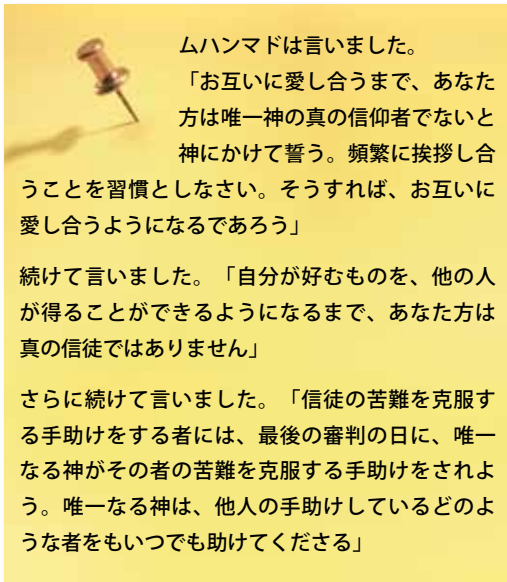 ムハンマドは言いました。
「お互いに愛し合うまで、あなた
方は唯一神の真の信仰者でないと
神にかけて誓う。頻繁に挨拶し合
うことを習慣としなさい。そうすれば、お互いに
愛し合うようになるであろう」
続けて言いました。「自分が好むものを、他の人
が得ることができるようになるまで、あなた方は
真の信徒ではありません」
さらに続けて言いました。「信徒の苦難を克服す
る手助けをする者には、最後の審判の日に、唯一
なる神がその者の苦難を克服する手助けをされよ
う。唯一なる神は、他人の手助けしているどのよ
うな者をもいつでも助けてくださる」